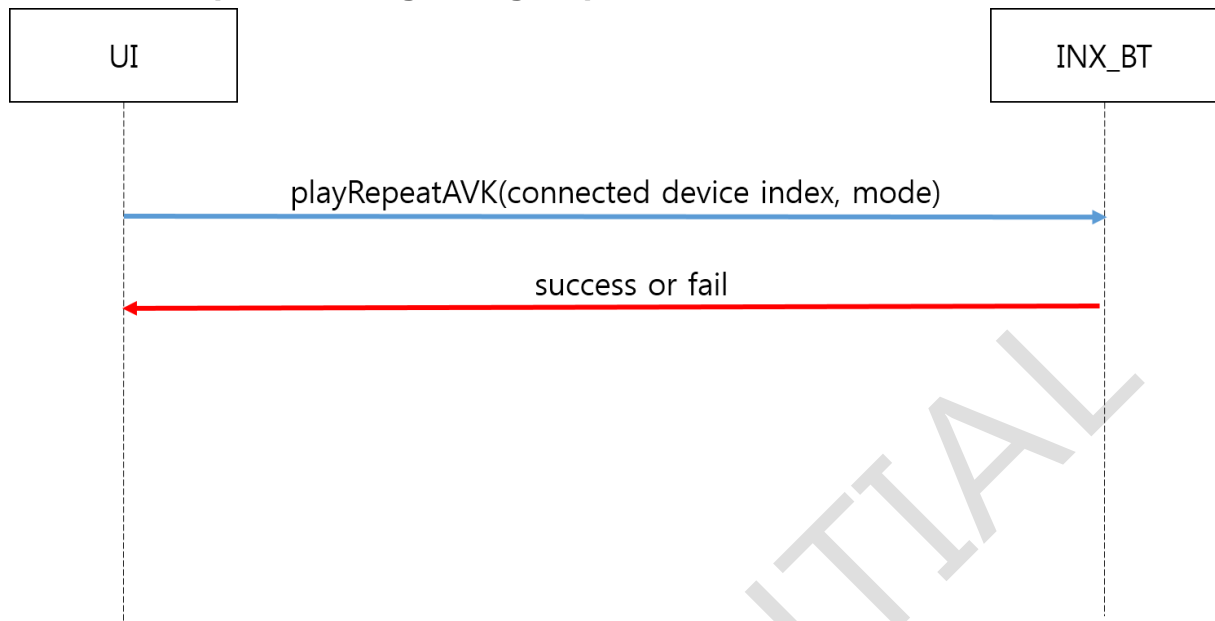 UI
INX_BT
playRepeatAVK(connected device index, mode)
success or fail